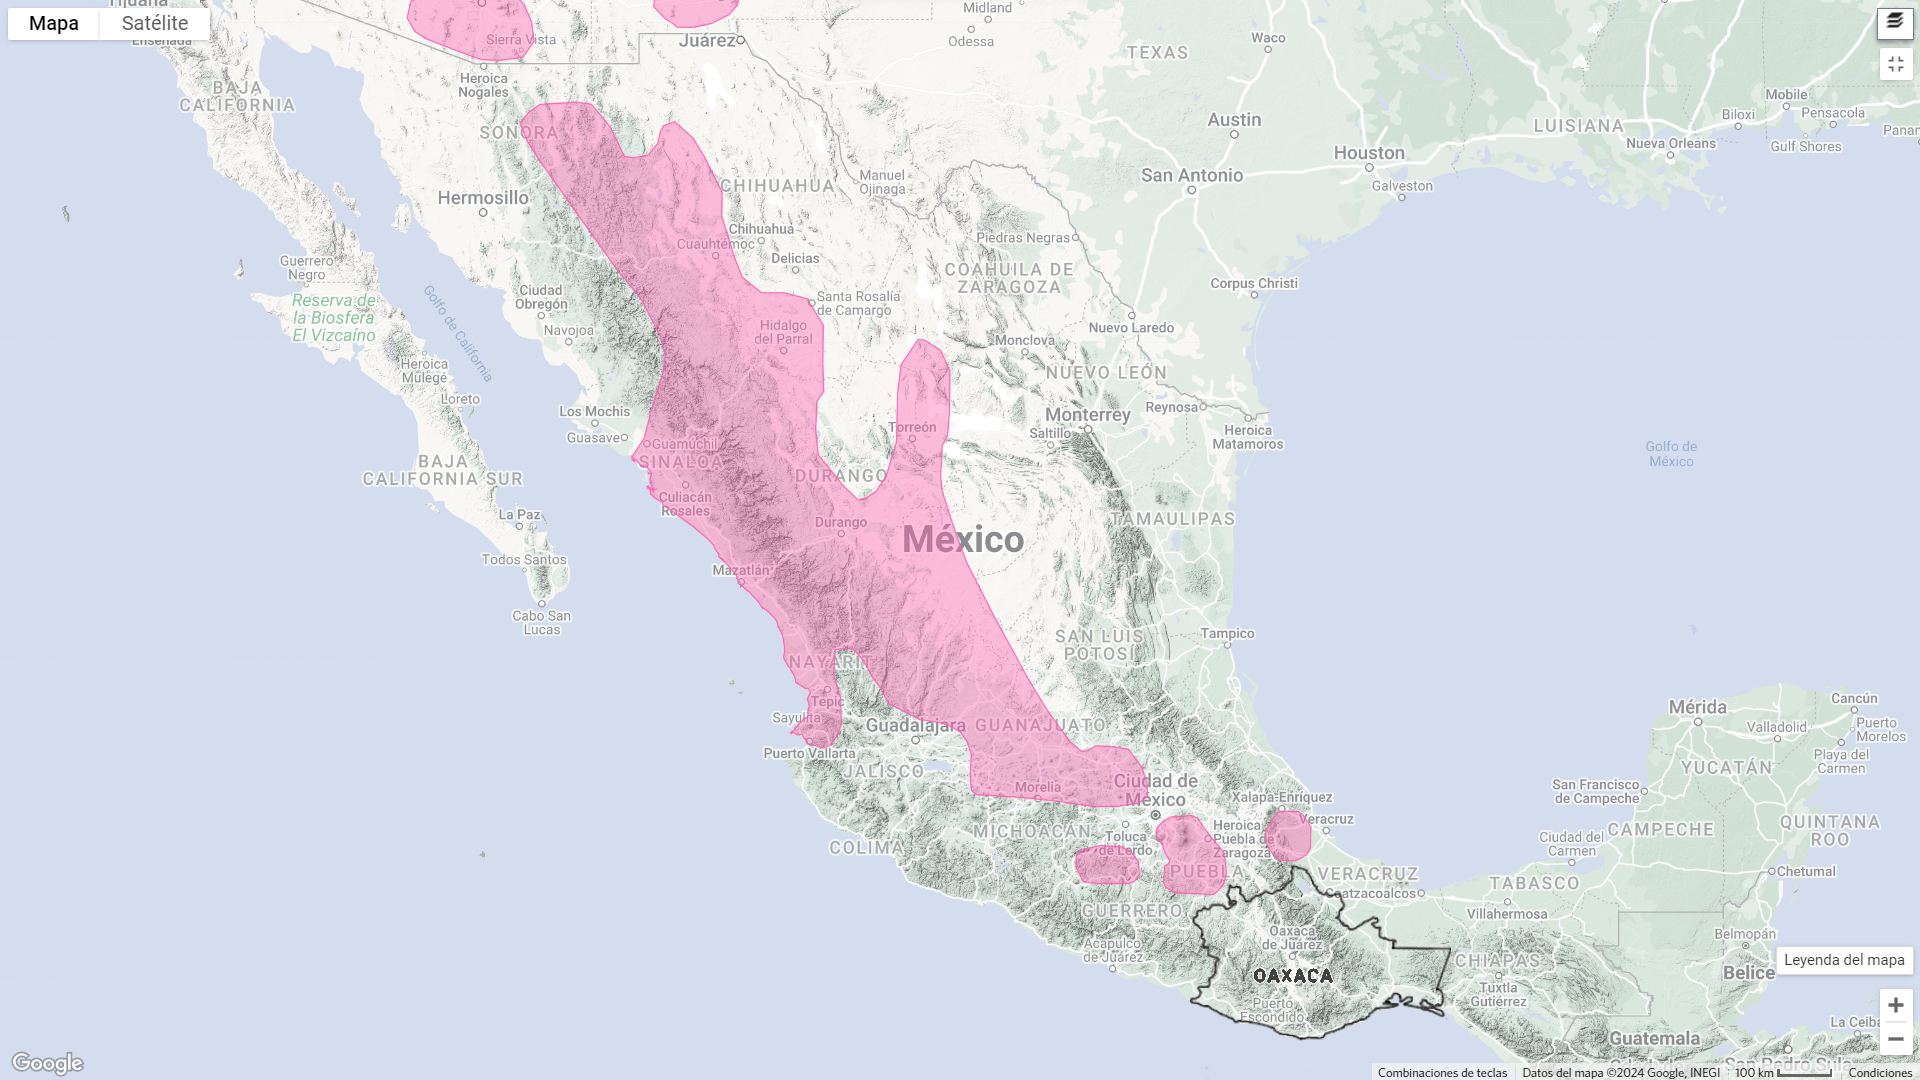 Tijuana
Mapa
Satélite
Ensenada
Sierra Vista
Juárez
Midland
Odessa
TEXAS
Waco
Heroica
Nogales
BAJA
CALIFORNIA
Austin
Mobile
Biloxi
Pensacola
LUISIANA
Panam
Nueva Orleans
Gulf Shores
SONORA
Houston
San Antonio
Galveston
Manuel
Ojinaga
CHIHUAHUA
Hermosillo
Chihuahua
Cuauhtémoc
Delicias
Piedras Negras
Guerrero
Negro
COAHUILA DE
ZARAGOZA
Corpus Christi
Ciudad
Obregón
Golfo de California
Reserva de
la Biosfera
El Vizcaíno
Santa Rosalía
de Camargo
Navojoa
Hidalgo
del Parral
Nuevo Laredo
Monclova
Heroica
Mulegé
NUEVO LEÓN
Loreto
Los Mochis
Guasave
Reynosa
Monterrey
Saltillo
Torreón
Heroica
Matamoros
Guamúchil
SINALOA
Golfo de
México
BAJA
CALIFORNIA SUR
DURANGO
Culiacán
Rosales
La Paz
Durango
TAMAULIPAS
México
Todos Santos
Mazatlán
Cabo San
Lucas
SAN LUIS
POTOSÍ
Tampico
NAYARIT
Tepic
Sayulita
Guadalajara
GUANAJUATO
Mérida
Cancún
Valladolid
Puerto
Morelos
Puerto Vallarta
JALISCO
Playa del
Carmen
YUCATÁN
Ciudad de
México
Morelia
San Francisco
de Campeche
Xalapa-Enríquez
Veracruz
MICHOACÁN
Toluca
de Lerdo
Heroica
Puebla de
Zaragoza
COLIMA
Ciudad del
Carmen
CAMPECHE
QUINTANA
ROO
PUEBLA
VERACRUZ
Coatzacoalcos
TABASCO
Chetumal
GUERRERO
Villahermosa
Acapulco
de Juárez
Oaxaca
de Juárez
Belmopán
OAXACA
CHIAPAS
Belice
Leyenda del mapa
Tuxtla
Gutiérrez
Puerto
Escondido
+
La Ceiba
Guatemala
−
San Pedro Sula
Google
Combinaciones de teclas
Datos del mapa ©2024 Google, INEGI
100 km
Condiciones